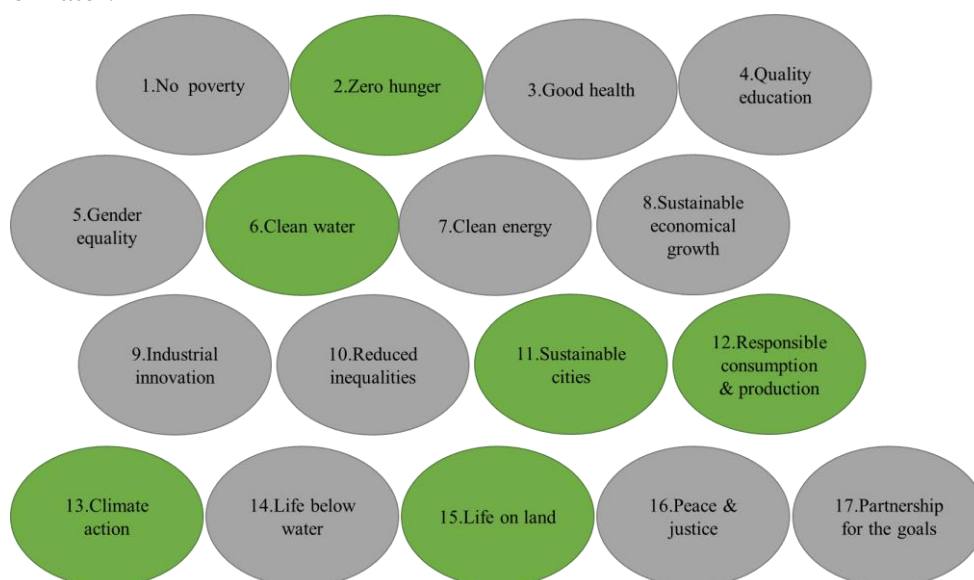 1.No poverty
2.Zero hunger
3.Good health
4.Quality
education
5.Gender
equality
6.Clean water
7.Clean energy
8.Sustainable
economical
growth
9.Industrial
innovation
10.Reduced
inequalities
11.Sustainable
cities
12.Responsible
consumption
& production
13.Climate
action
14.Life below
water
15.Life on land
16.Peace &
justice
17.Partnership
for the goals